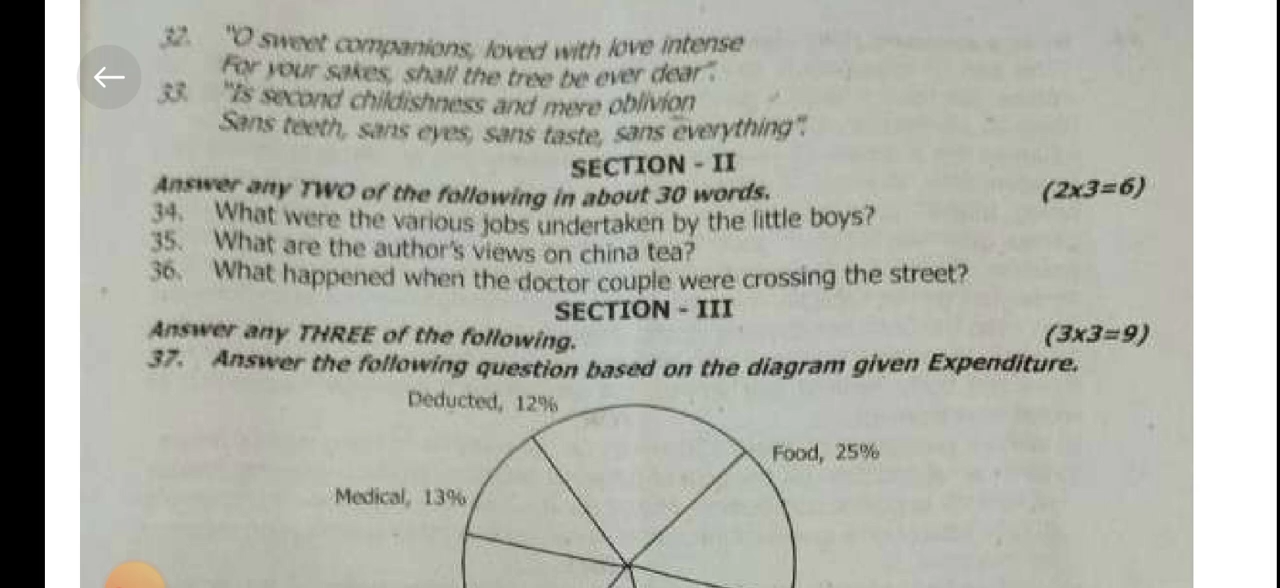 32. "O sweet companions, loved with love intense
For your sakes, shall the tree be ever dear".
33. "Is second childishness and mere oblivion
Sans teeth, sans eyes, sans taste, sans everything".
SECTION - II
Answer any TWO of the following in about 30 words. (2x3=6)
34. What were the various jobs undertaken by the little boys?
35. What are the author's views on china tea?
36. What happened when the doctor couple were crossing the street?
SECTION - III
Answer any THREE of the following. (3x3=9)
37. Answer the following question based on the diagram given Expenditure.
Deducted, 12%
Food, 25%
Medical, 13%